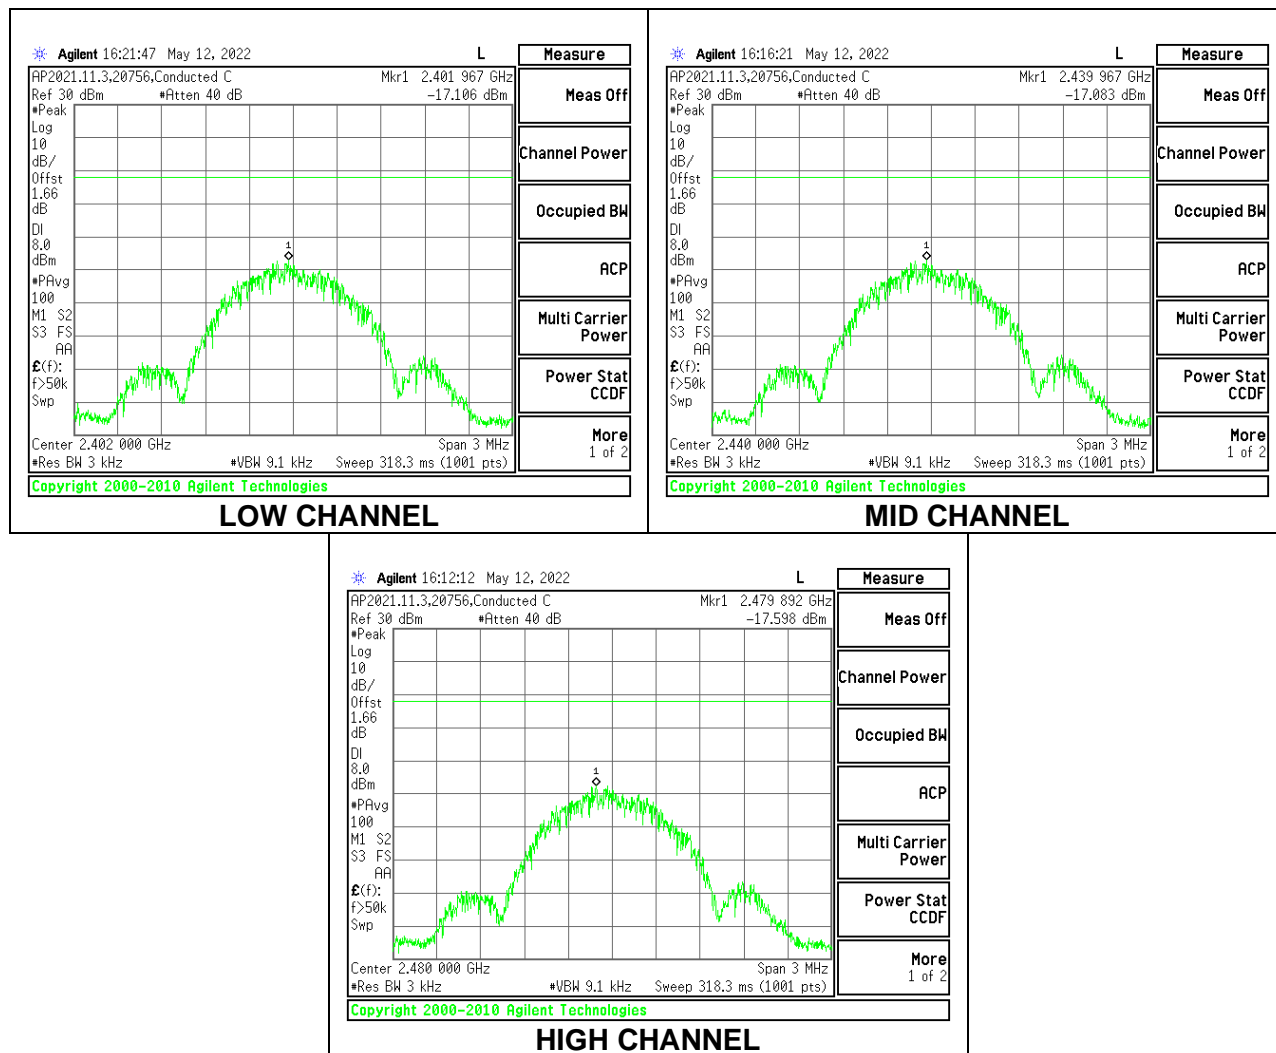 Agilent 16:21:47 May 12, 2022 L Measure
AP2021.11.3,20756,Conducted C Mkr1 2.401 967 GHz
Ref 30 dBm #Atten 40 dB -17.106 dBm
#Peak
Log
10
dB/
Offst
1.66
dB
DI
8.0
dBm
#PAvg
100
M1 S2
S3 FS
AA
£(f):
f>50k
Swp
1
Center 2.402 000 GHz Span 3 MHz
#Res BW 3 kHz #VBW 9.1 kHz Sweep 318.3 ms (1001 pts)
Copyright 2000-2010 Agilent Technologies
Meas Off
Channel Power
Occupied BW
ACP
Multi Carrier
Power
Power Stat
CCDF
More
1 of 2
LOW CHANNEL
Agilent 16:16:21 May 12, 2022 L Measure
AP2021.11.3,20756,Conducted C Mkr1 2.439 967 GHz
Ref 30 dBm #Atten 40 dB -17.083 dBm
#Peak
Log
10
dB/
Offst
1.66
dB
DI
8.0
dBm
#PAvg
100
M1 S2
S3 FS
AA
£(f):
f>50k
Swp
1
Center 2.440 000 GHz Span 3 MHz
#Res BW 3 kHz #VBW 9.1 kHz Sweep 318.3 ms (1001 pts)
Copyright 2000-2010 Agilent Technologies
Meas Off
Channel Power
Occupied BW
ACP
Multi Carrier
Power
Power Stat
CCDF
More
1 of 2
MID CHANNEL
Agilent 16:12:12 May 12, 2022 L Measure
AP2021.11.3,20756,Conducted C Mkr1 2.479 892 GHz
Ref 30 dBm #Atten 40 dB -17.598 dBm
#Peak
Log
10
dB/
Offst
1.66
dB
DI
8.0
dBm
#PAvg
100
M1 S2
S3 FS
AA
£(f):
f>50k
Swp
1
Center 2.480 000 GHz Span 3 MHz
#Res BW 3 kHz #VBW 9.1 kHz Sweep 318.3 ms (1001 pts)
Copyright 2000-2010 Agilent Technologies
Meas Off
Channel Power
Occupied BW
ACP
Multi Carrier
Power
Power Stat
CCDF
More
1 of 2
HIGH CHANNEL